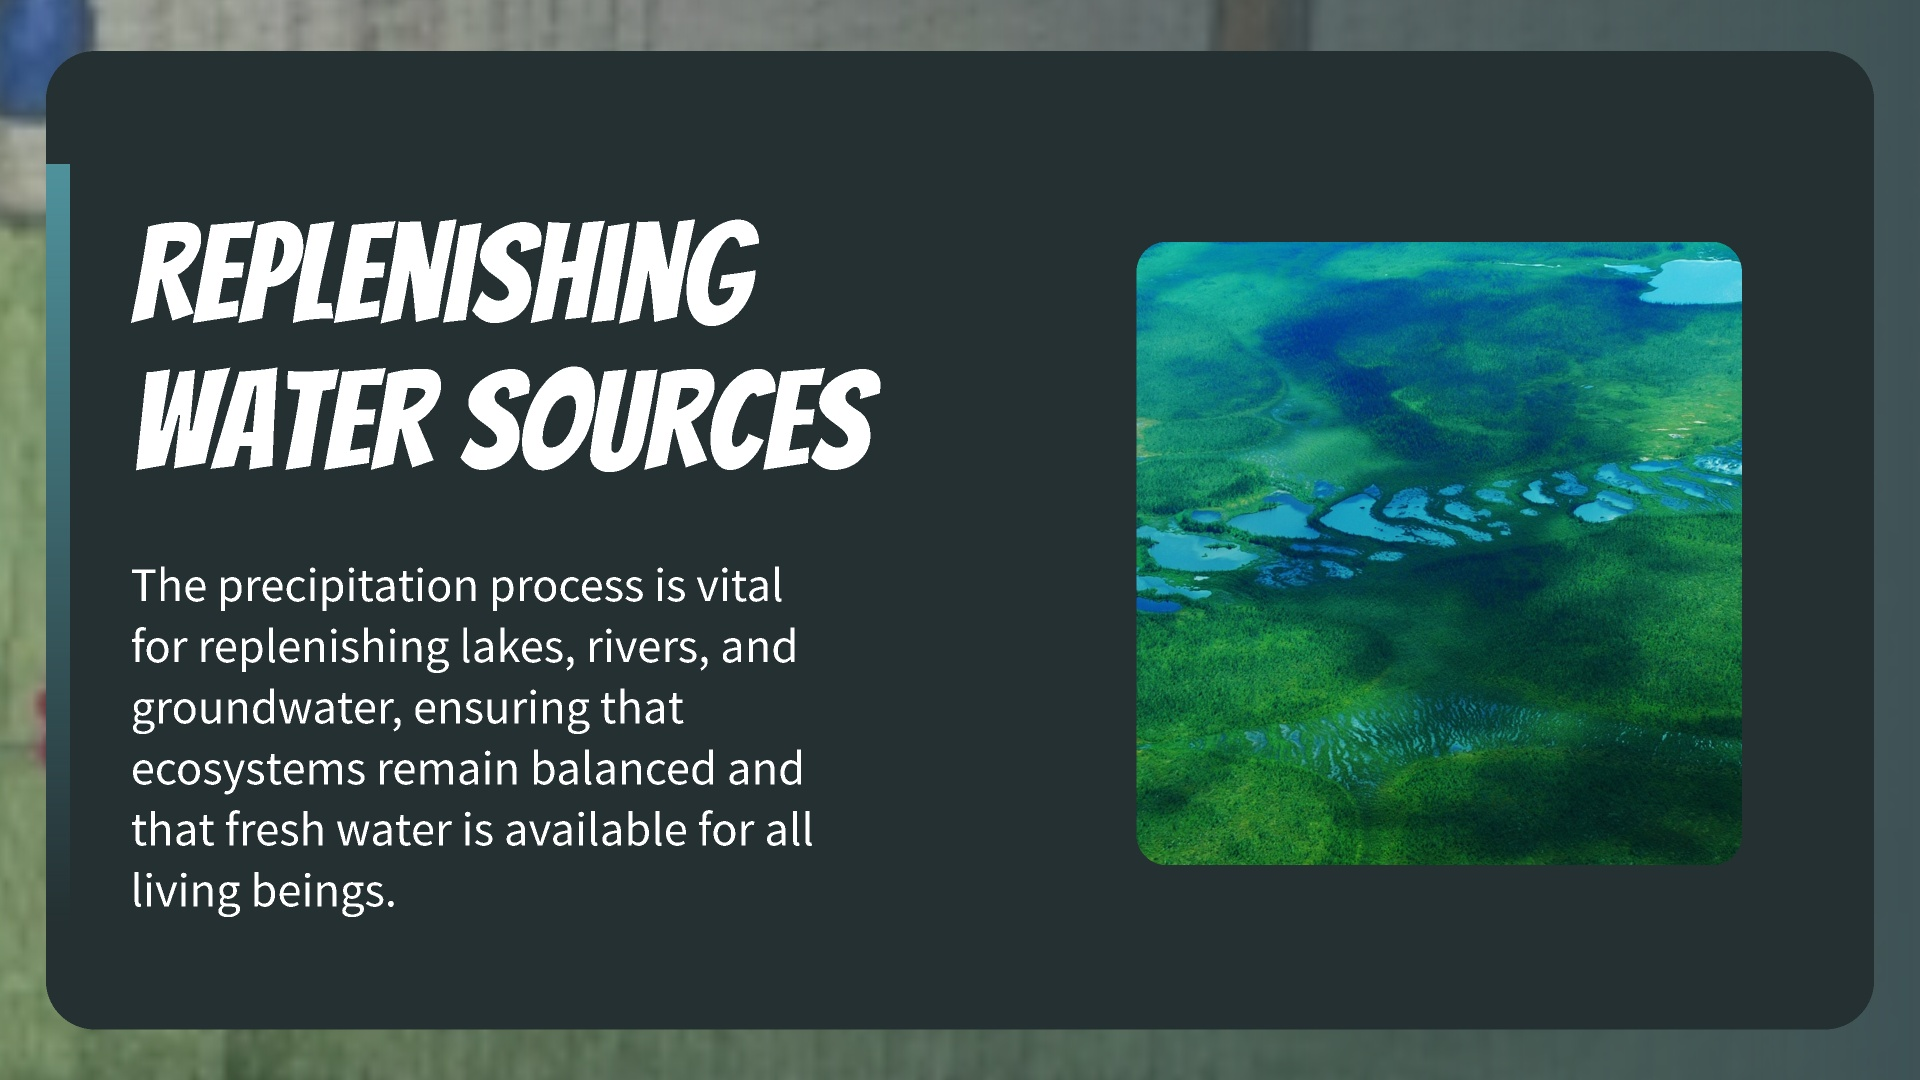 REPLENISHING
WATER SOURCES
The precipitation process is vital
for replenishing lakes, rivers, and
groundwater, ensuring that
ecosystems remain balanced and
that fresh water is available for all
living beings.